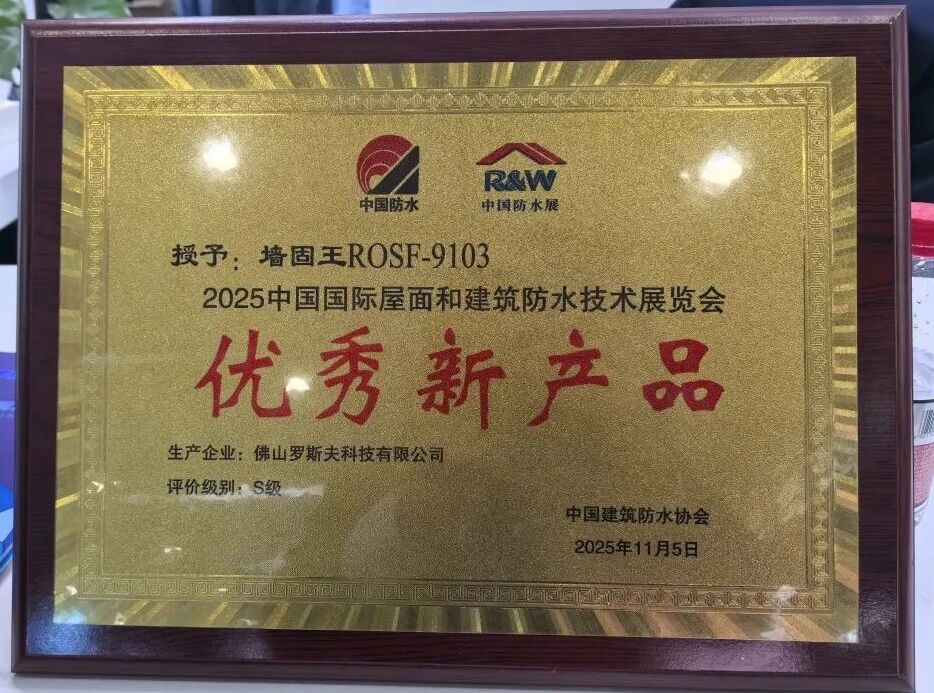 中国防水
R&W
中国防水展
授予：墙固王ROSF-9103
2025中国国际屋面和建筑防水技术展览会
优秀新产品
生产企业：佛山罗斯夫科技有限公司
评价级别：S级
中国建筑防水协会
2025年11月5日